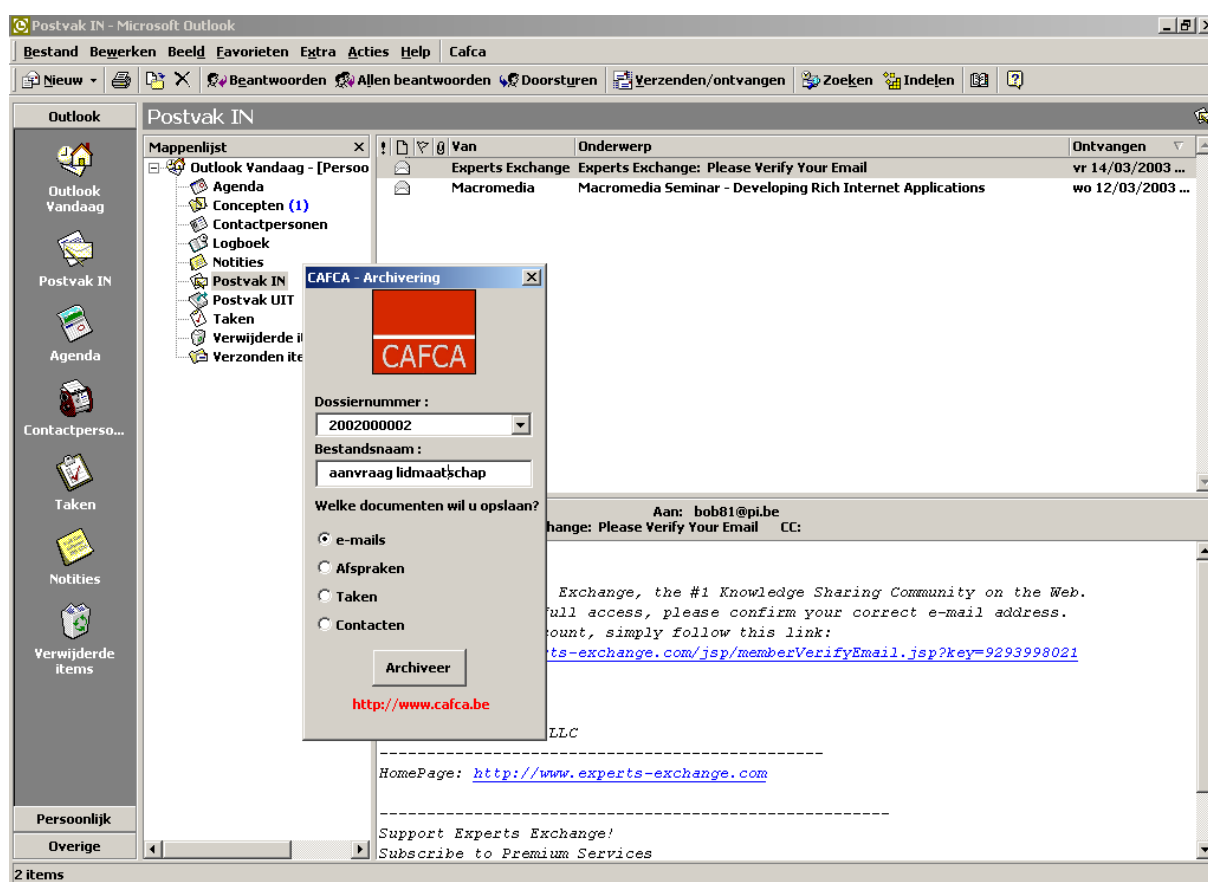 Postvak IN - Microsoft Outlook
Bestand Bewerken Beeld Favorieten Extra Acties Help Cafca
Nieuw Beantwoorden Allen beantwoorden Doorsturen Verzenden/ontvangen Zoeken Indelen
Outlook
Postvak IN
Outlook
Vandaag
Postvak IN
Agenda
Contactperso...
Taken
Notities
Verwijderde
items
Persoonlijk
Overige
Mappenlijst
Outlook Vandaag - [Persoo
Agenda
Concepten (1)
Contactpersonen
Logboek
Notities
Postvak IN
Postvak UIT
Taken
Verwijderde i
Verzonden ite
Van Onderwerp Ontvangen
Experts Exchange Experts Exchange: Please Verify Your Email vr 14/03/2003 ...
Macromedia Macromedia Seminar - Developing Rich Internet Applications wo 12/03/2003 ...
CAFCA - Archivering
CAFCA
Dossiernummer :
2002000002
Bestandsnaam :
aanvraag lidmaatschap
Welke documenten wil u opslaan?
e-mails
Afspraken
Taken
Contacten
Archiveer
http://www.cafca.be
Aan: bob81@pi.be
hange: Please Verify Your Email CC:
Exchange, the #1 Knowledge Sharing Community on the Web.
ull access, please confirm your correct e-mail address.
ount, simply follow this link:
ts-exchange.com/jsp/memberVerifyEmail.jsp?key=9293998021
LLC
-----------------------------------------------
HomePage: http://www.experts-exchange.com
------------------------------------------------------
Support Experts Exchange!
Subscribe to Premium Services
2 items